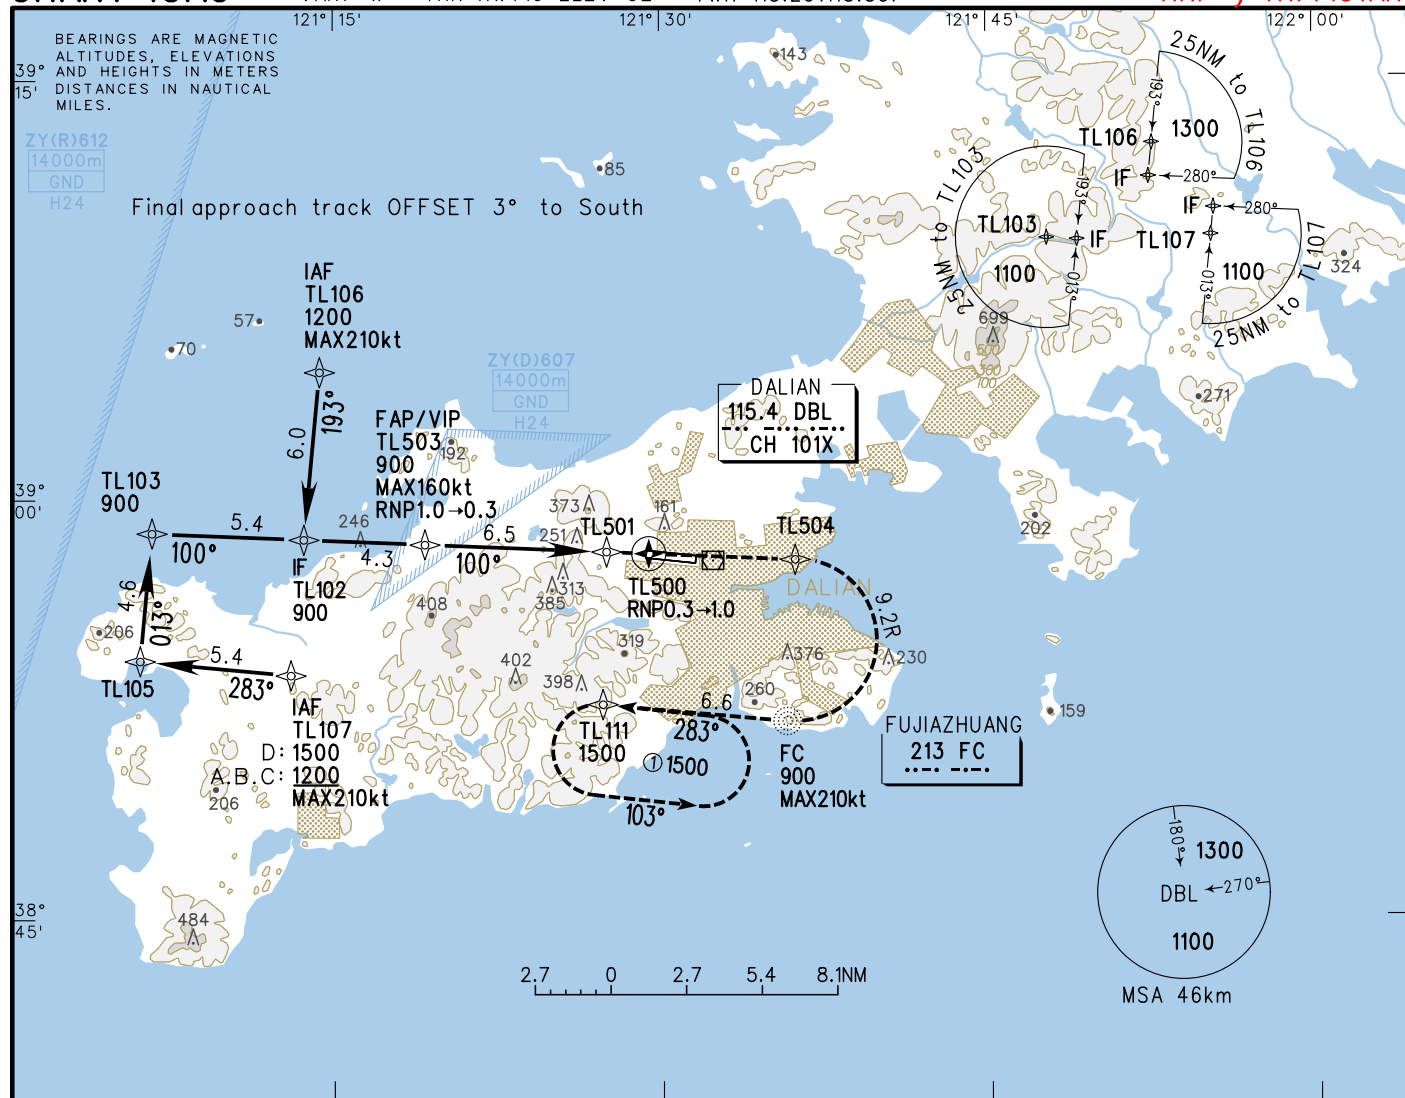 121°15'
121°30'
121°45'
122°00'
BEARINGS ARE MAGNETIC
ALTITUDES, ELEVATIONS
AND HEIGHTS IN METERS
DISTANCES IN NAUTICAL
MILES.
39°
15'
143
25NM to TL106
193°
1300
TL106
IF
280°
ZY(R)612
14000m
GND
H24
85
Final approach track OFFSET 3° to South
25NM to TL103
193°
TL103
IF
1100
013°
IF
280°
TL107
013°
1100
25NM to TL107
324
IAF
TL106
1200
MAX210kt
57
70
699
500
300
100
ZY(D)607
14000m
GND
H24
DALIAN
115.4 DBL
CH 101X
271
193°
6.0
FAP/VIP
TL503
900
MAX160kt
RNP1.0→0.3
192
TL103
900
39°
00'
5.4
100°
246
4.3
6.5
100°
373
251
TL501
161
TL504
202
IF
TL102
900
313
385
408
TL500
RNP0.3→1.0
DALIAN
9.2R
4.6
013°
206
TL105
5.4
283°
319
402
398
376
230
260
159
IAF
TL107
D: 1500
A.B.C: 1200
MAX210kt
206
TL111
1500
6.6
283°
① 1500
103°
FC
900
MAX210kt
FUJIAZHUANG
213 FC
180°
1300
DBL
270°
1100
MSA 46km
38°
45'
484
2.7 0 2.7 5.4 8.1NM